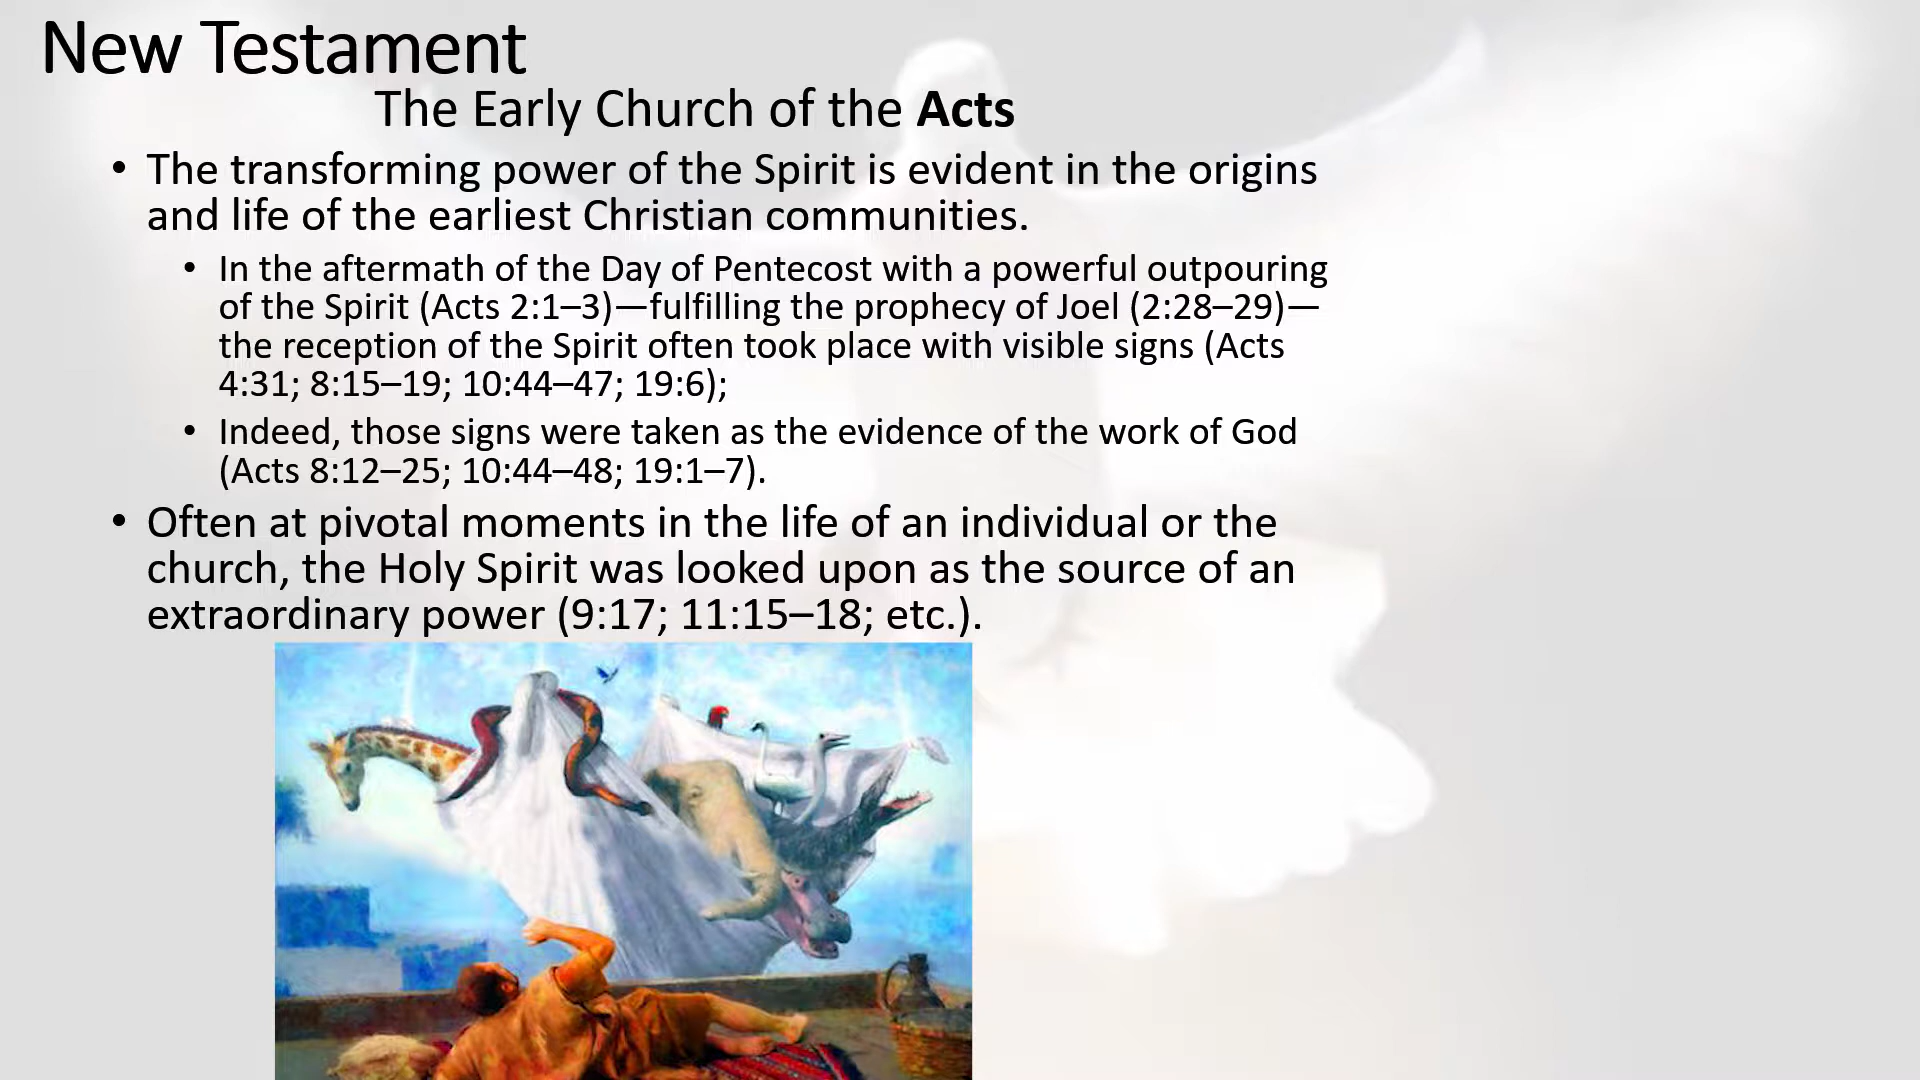 New Testament
The Early Church of the Acts
• The transforming power of the Spirit is evident in the origins
and life of the earliest Christian communities.
• In the aftermath of the Day of Pentecost with a powerful outpouring
of the Spirit (Acts 2:1–3)—fulfilling the prophecy of Joel (2:28–29)—
the reception of the Spirit often took place with visible signs (Acts
4:31; 8:15–19; 10:44–47; 19:6);
• Indeed, those signs were taken as the evidence of the work of God
(Acts 8:12–25; 10:44–48; 19:1–7).
• Often at pivotal moments in the life of an individual or the
church, the Holy Spirit was looked upon as the source of an
extraordinary power (9:17; 11:15–18; etc.).